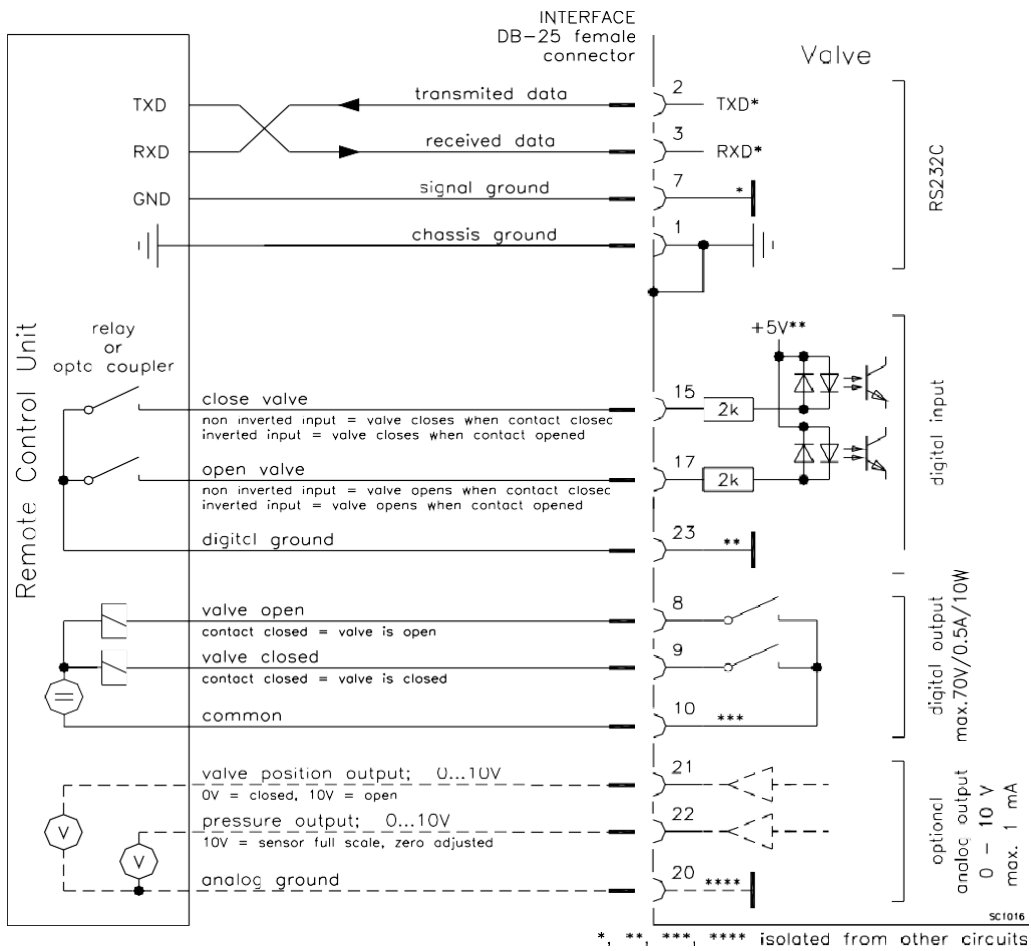 INTERFACE
DB-25 female
connector
Valve
Remote Control Unit
TXD
transmited data
2
TXD*
RXD
received data
3
RXD*
GND
signal ground
7
*
chassis ground
1
RS232C
relay
or
optc coupler
+5V**
close valve
15
2k
non inverted input = valve closes when contact closed
inverted input = valve closes when contact opened
open valve
17
2k
non inverted input = valve opens when contact closed
inverted input = valve opens when contact opened
digitcl ground
23
**
digital input
valve open
8
contact closed = valve is open
valve closed
9
contact closed = valve is closed
common
10
***
digital output
max.70V/0.5A/10W
valve position output; 0...10V
21
0V = closed, 10V = open
V
pressure output; 0...10V
22
10V = sensor full scale, zero adjusted
V
analog ground
20
****
optional
analog output
0 – 10 V
max. 1 mA
SC1016
*, **, ***, **** isolated from other circuits